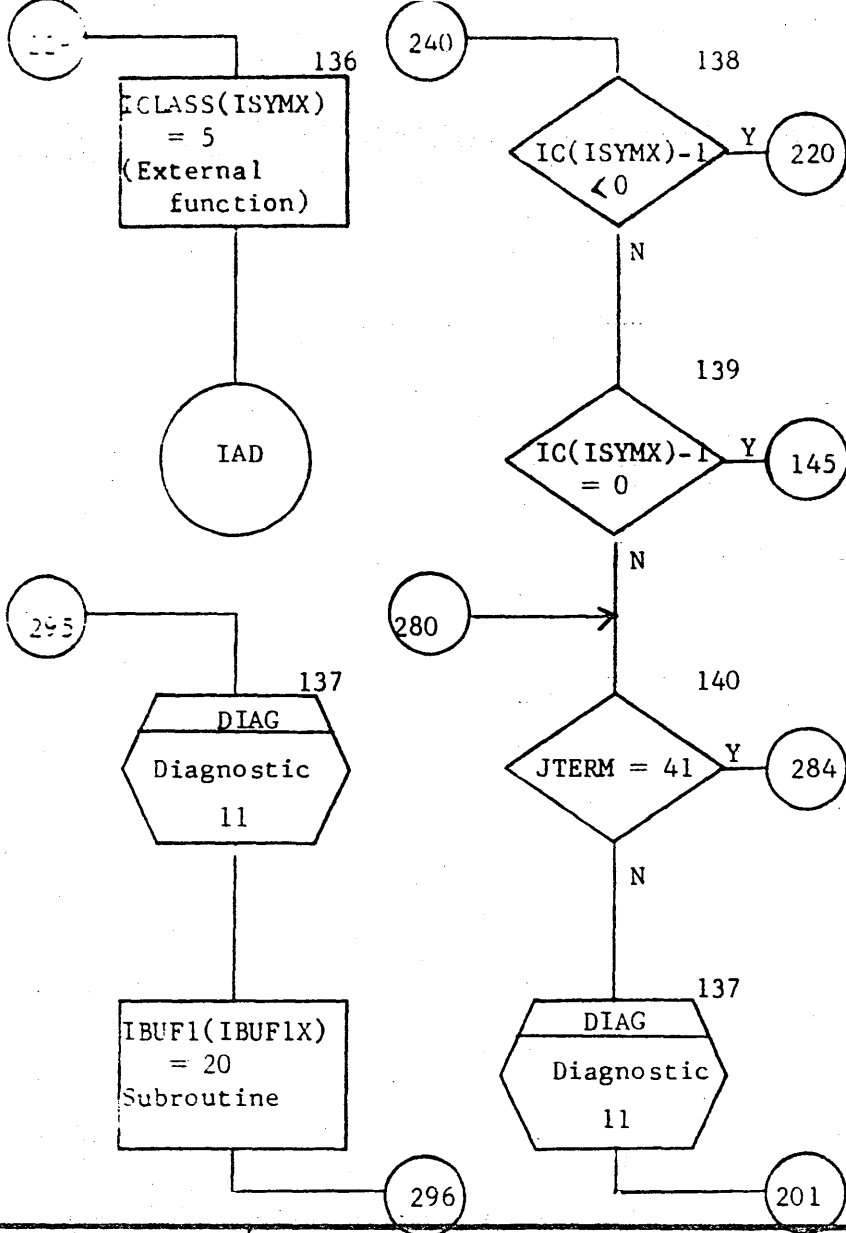 136
ICLASS(ISYMX)
= 5
(External
function)
IAD
295
137
DIAG
Diagnostic
11
IBUF1(IBUF1X)
= 20
Subroutine
296
240
138
IC(ISYMX)-1
<0
Y
220
N
139
IC(ISYMX)-1
= 0
Y
145
N
280
140
JTERM = 41
Y
284
N
137
DIAG
Diagnostic
11
201